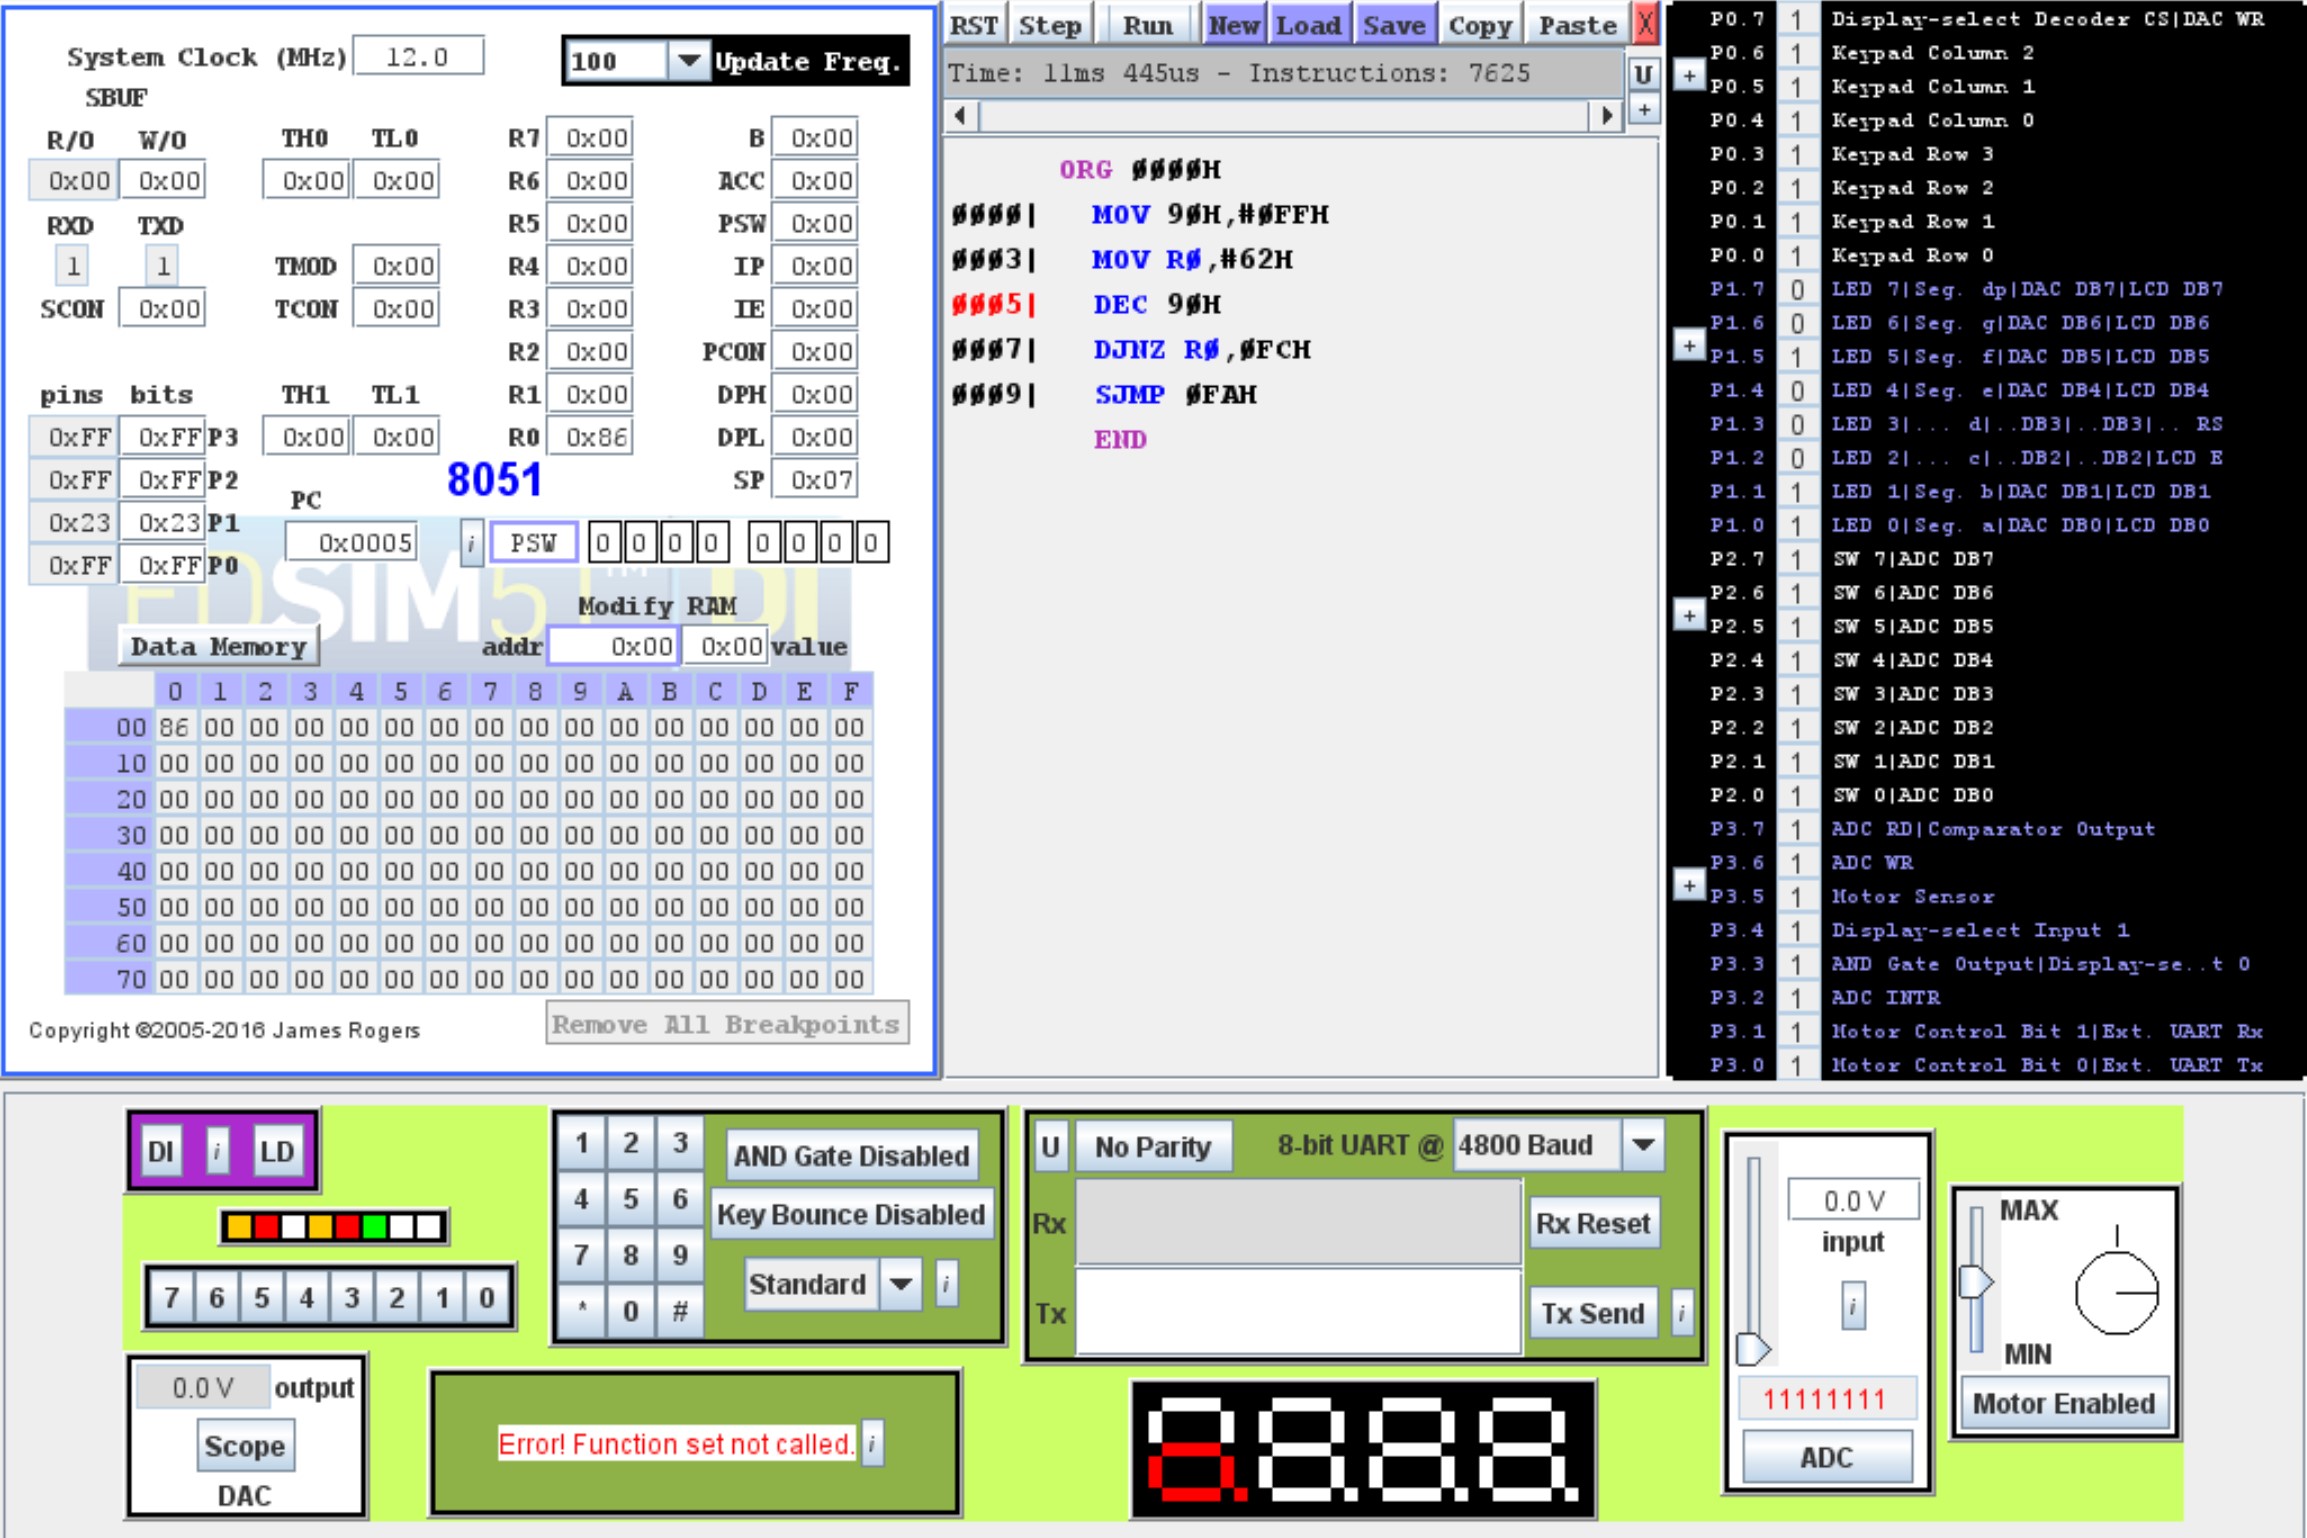 System Clock (MHz) 12.0
100 Update Freq.
SBUF
R/O W/O TH0 TL0
0x00 0x00 0x00 0x00
RXD TXD
1 1
TMOD 0x00
SCON 0x00 TCON 0x00
pins bits TH1 TL1
0xFF 0xFF P3 0x00 0x00
0xFF 0xFF P2
0x23 0x23 P1
0xFF 0xFF P0
R7 0x00 B 0x00
R6 0x00 ACC 0x00
R5 0x00 PSW 0x00
R4 0x00 IP 0x00
R3 0x00 IE 0x00
R2 0x00 PCON 0x00
R1 0x00 DPH 0x00
R0 0x86 DPL 0x00
8051 SP 0x07
PC
0x0005 i PSW 0 0 0 0 0 0 0 0
EDSIM51™ DI
Modify RAM
Data Memory addr 0x00 0x00 value
0 1 2 3 4 5 6 7 8 9 A B C D E F
00 86 00 00 00 00 00 00 00 00 00 00 00 00 00 00 00
10 00 00 00 00 00 00 00 00 00 00 00 00 00 00 00 00
20 00 00 00 00 00 00 00 00 00 00 00 00 00 00 00 00
30 00 00 00 00 00 00 00 00 00 00 00 00 00 00 00 00
40 00 00 00 00 00 00 00 00 00 00 00 00 00 00 00 00
50 00 00 00 00 00 00 00 00 00 00 00 00 00 00 00 00
60 00 00 00 00 00 00 00 00 00 00 00 00 00 00 00 00
70 00 00 00 00 00 00 00 00 00 00 00 00 00 00 00 00
Copyright ©2005-2016 James Rogers Remove All Breakpoints
RST Step Run New Load Save Copy Paste X
Time: 11ms 445us - Instructions: 7625 U
+
ORG 0000H
0000| MOV 90H,#0FFH
0003| MOV R0,#62H
0005| DEC 90H
0007| DJNZ R0,0FCH
0009| SJMP 0FAH
END
P0.7 1 Display-select Decoder CS|DAC WR
P0.6 1 Keypad Column 2
+
P0.5 1 Keypad Column 1
P0.4 1 Keypad Column 0
P0.3 1 Keypad Row 3
P0.2 1 Keypad Row 2
P0.1 1 Keypad Row 1
P0.0 1 Keypad Row 0
P1.7 0 LED 7|Seg. dp|DAC DB7|LCD DB7
P1.6 0 LED 6|Seg. g|DAC DB6|LCD DB6
+
P1.5 1 LED 5|Seg. f|DAC DB5|LCD DB5
P1.4 0 LED 4|Seg. e|DAC DB4|LCD DB4
P1.3 0 LED 3|... d|..DB3|..DB3|.. RS
P1.2 0 LED 2|... c|..DB2|..DB2|LCD E
P1.1 1 LED 1|Seg. b|DAC DB1|LCD DB1
P1.0 1 LED 0|Seg. a|DAC DB0|LCD DB0
P2.7 1 SW 7|ADC DB7
P2.6 1 SW 6|ADC DB6
+
P2.5 1 SW 5|ADC DB5
P2.4 1 SW 4|ADC DB4
P2.3 1 SW 3|ADC DB3
P2.2 1 SW 2|ADC DB2
P2.1 1 SW 1|ADC DB1
P2.0 1 SW 0|ADC DB0
P3.7 1 ADC RD|Comparator Output
P3.6 1 ADC WR
+
P3.5 1 Motor Sensor
P3.4 1 Display-select Input 1
P3.3 1 AND Gate Output|Display-se..t 0
P3.2 1 ADC INTR
P3.1 1 Motor Control Bit 1|Ext. UART Rx
P3.0 1 Motor Control Bit 0|Ext. UART Tx
DI i LD
7 6 5 4 3 2 1 0
0.0 V output
Scope
DAC
1 2 3
4 5 6
7 8 9
* 0 #
AND Gate Disabled
Key Bounce Disabled
Standard i
Error! Function set not called. i
U No Parity 8-bit UART @ 4800 Baud
Rx Rx Reset
Tx Tx Send i
8.8.8.8.
0.0 V
input
i
11111111
ADC
MAX
MIN
Motor Enabled